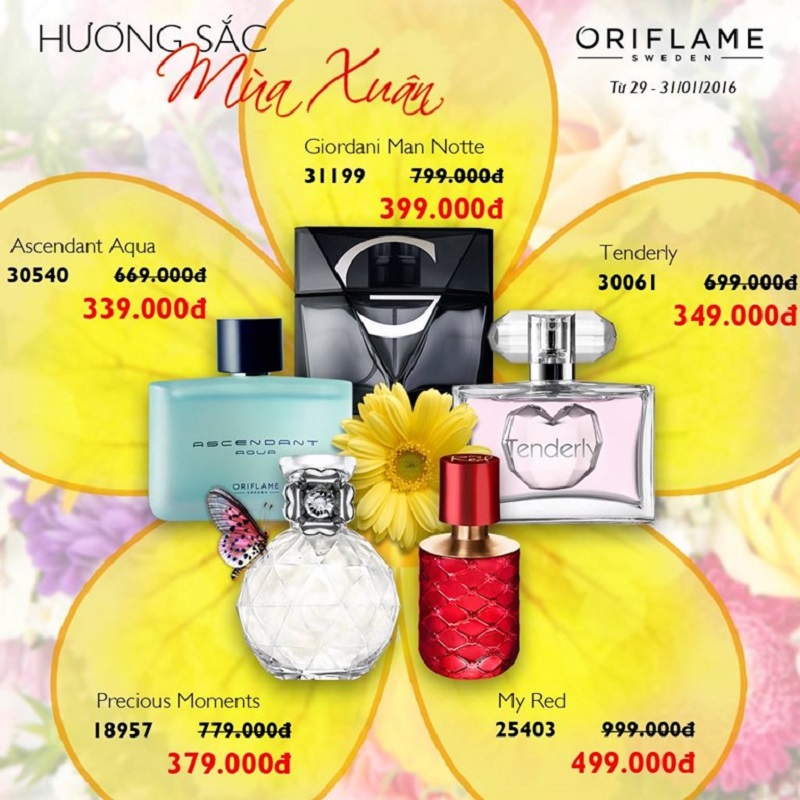 HƯƠNG SẮC
Mùa Xuân
ORIFLAME
SWEDEN
Từ 29 - 31/01/2016
Giordani Man Notte
31199 799.000đ
399.000đ
Ascendant Aqua
30540 669.000đ
339.000đ
Tenderly
30061 699.000đ
349.000đ
ASCENDANT
AQUA
ORIFLAME
SWEDEN
Tenderly
Precious Moments
18957 779.000đ
379.000đ
My Red
25403 999.000đ
499.000đ